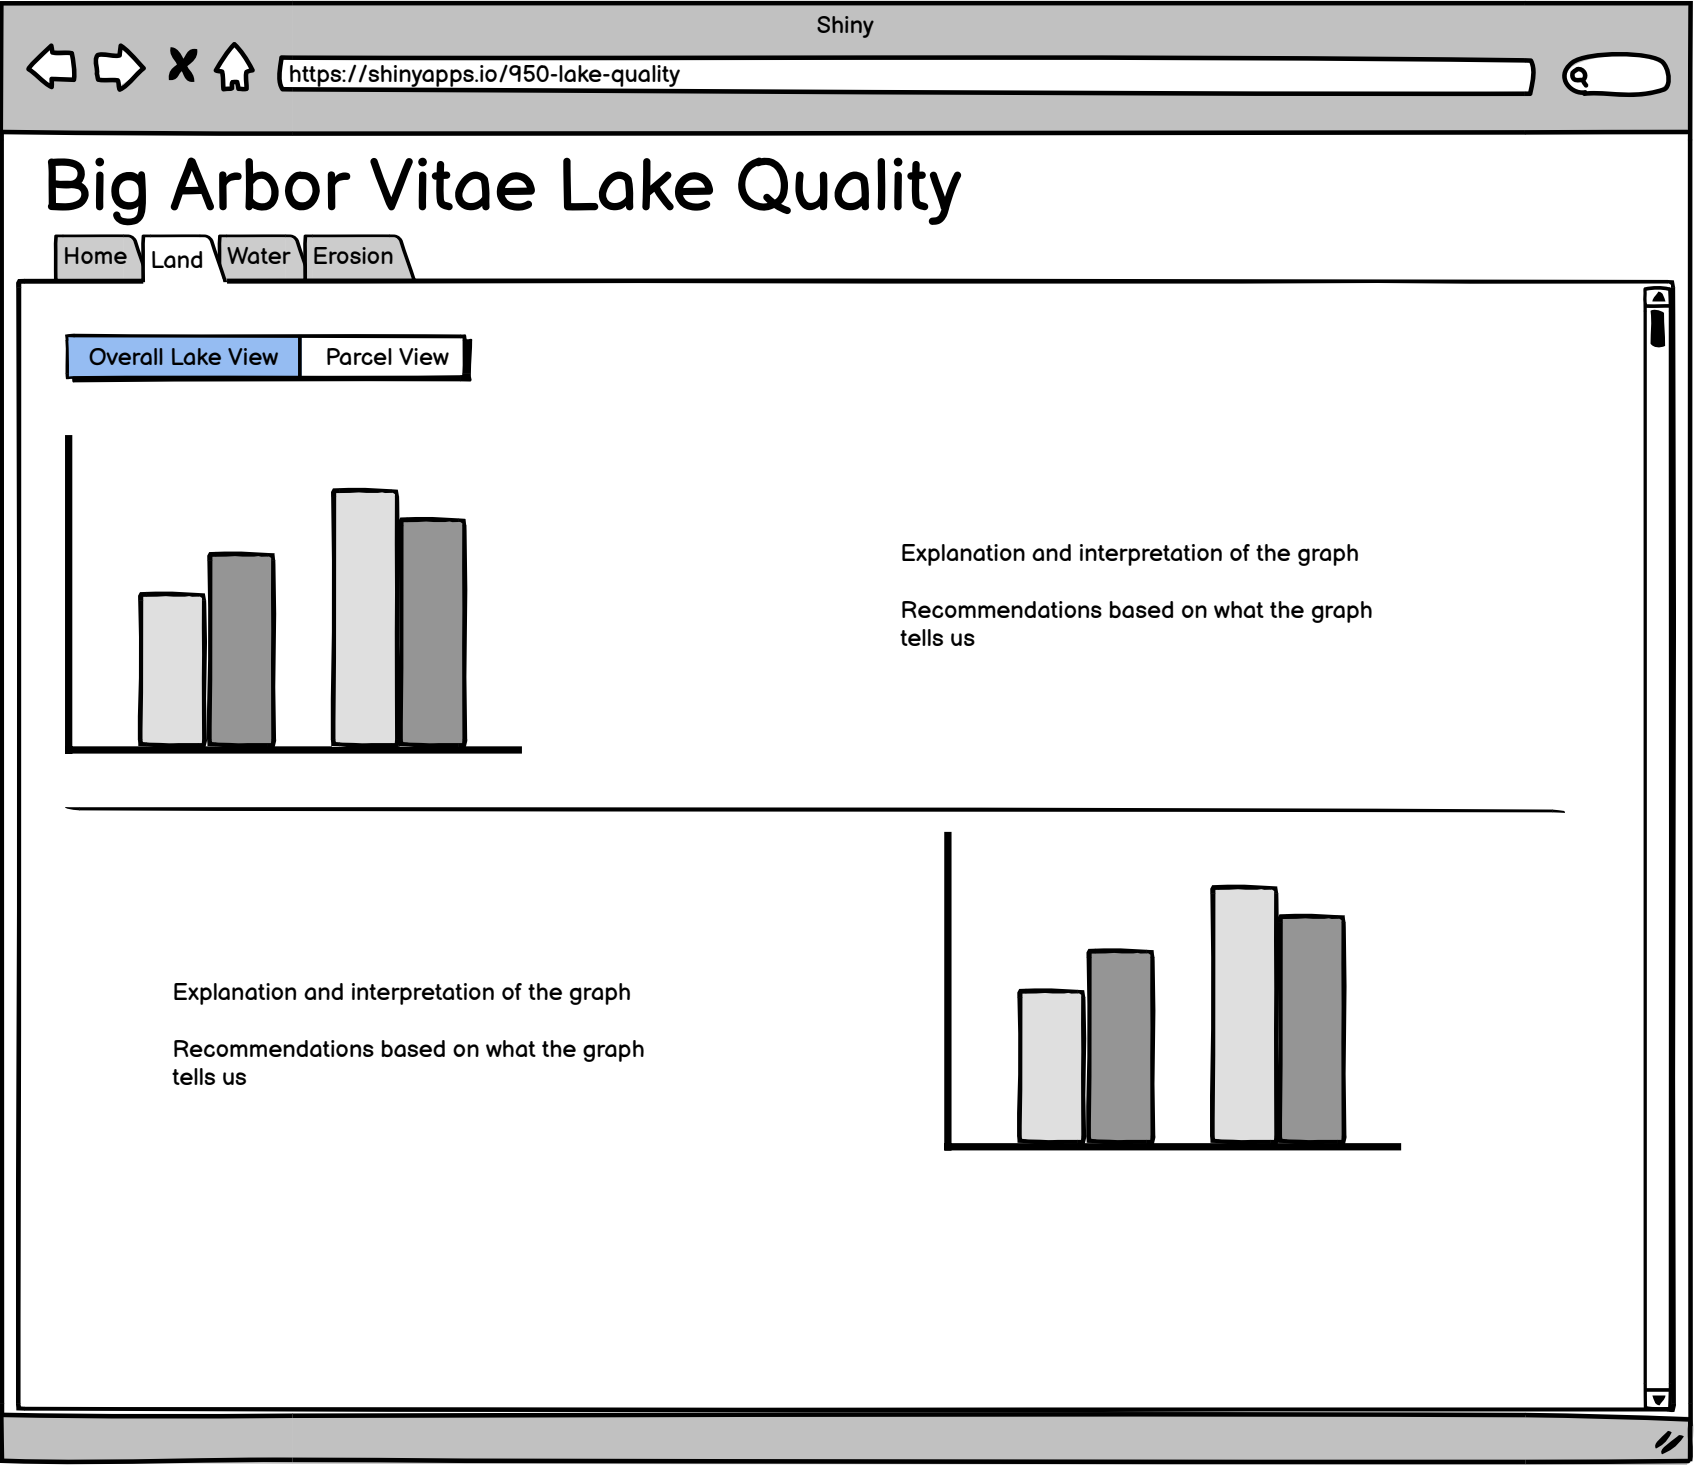 Shiny
https://shinyapps.io/950-lake-quality
Big Arbor Vitae Lake Quality
Home Land Water Erosion
Overall Lake View Parcel View
Explanation and interpretation of the graph
Recommendations based on what the graph
tells us
Explanation and interpretation of the graph
Recommendations based on what the graph
tells us